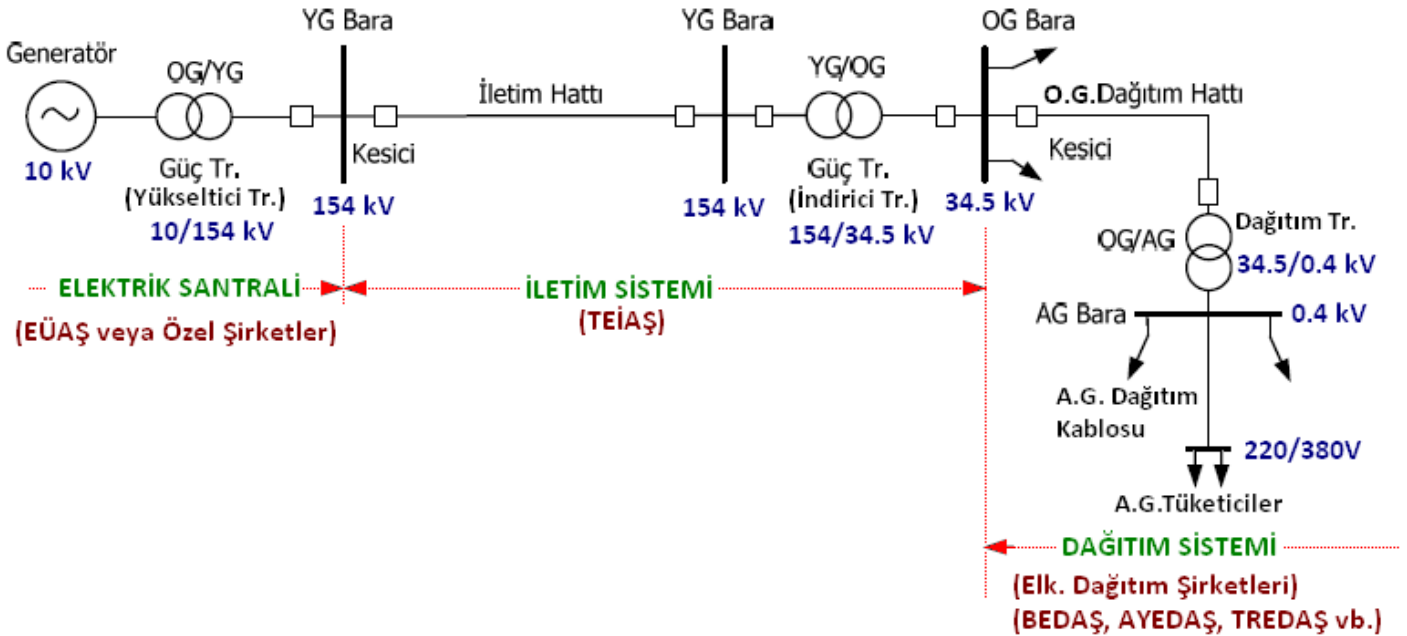 YG Bara
YG Bara
OG Bara
Generatör
OG/YG
YG/OG
İletim Hattı
O.G.Dağıtım Hattı
Kesici
Kesici
10 kV
Güç Tr.
(Yükseltici Tr.)
10/154 kV
154 kV
154 kV
Güç Tr.
(İndirici Tr.)
154/34.5 kV
34.5 kV
OG/AG
Dağıtım Tr.
34.5/0.4 kV
ELEKTRİK SANTRALİ
(EÜAŞ veya Özel Şirketler)
İLETİM SİSTEMİ
(TEİAŞ)
AG Bara
0.4 kV
A.G. Dağıtım
Kablosu
220/380V
A.G.Tüketiciler
DAĞITIM SİSTEMİ
(Elk. Dağıtım Şirketleri)
(BEDAŞ, AYEDAŞ, TREDAŞ vb.)